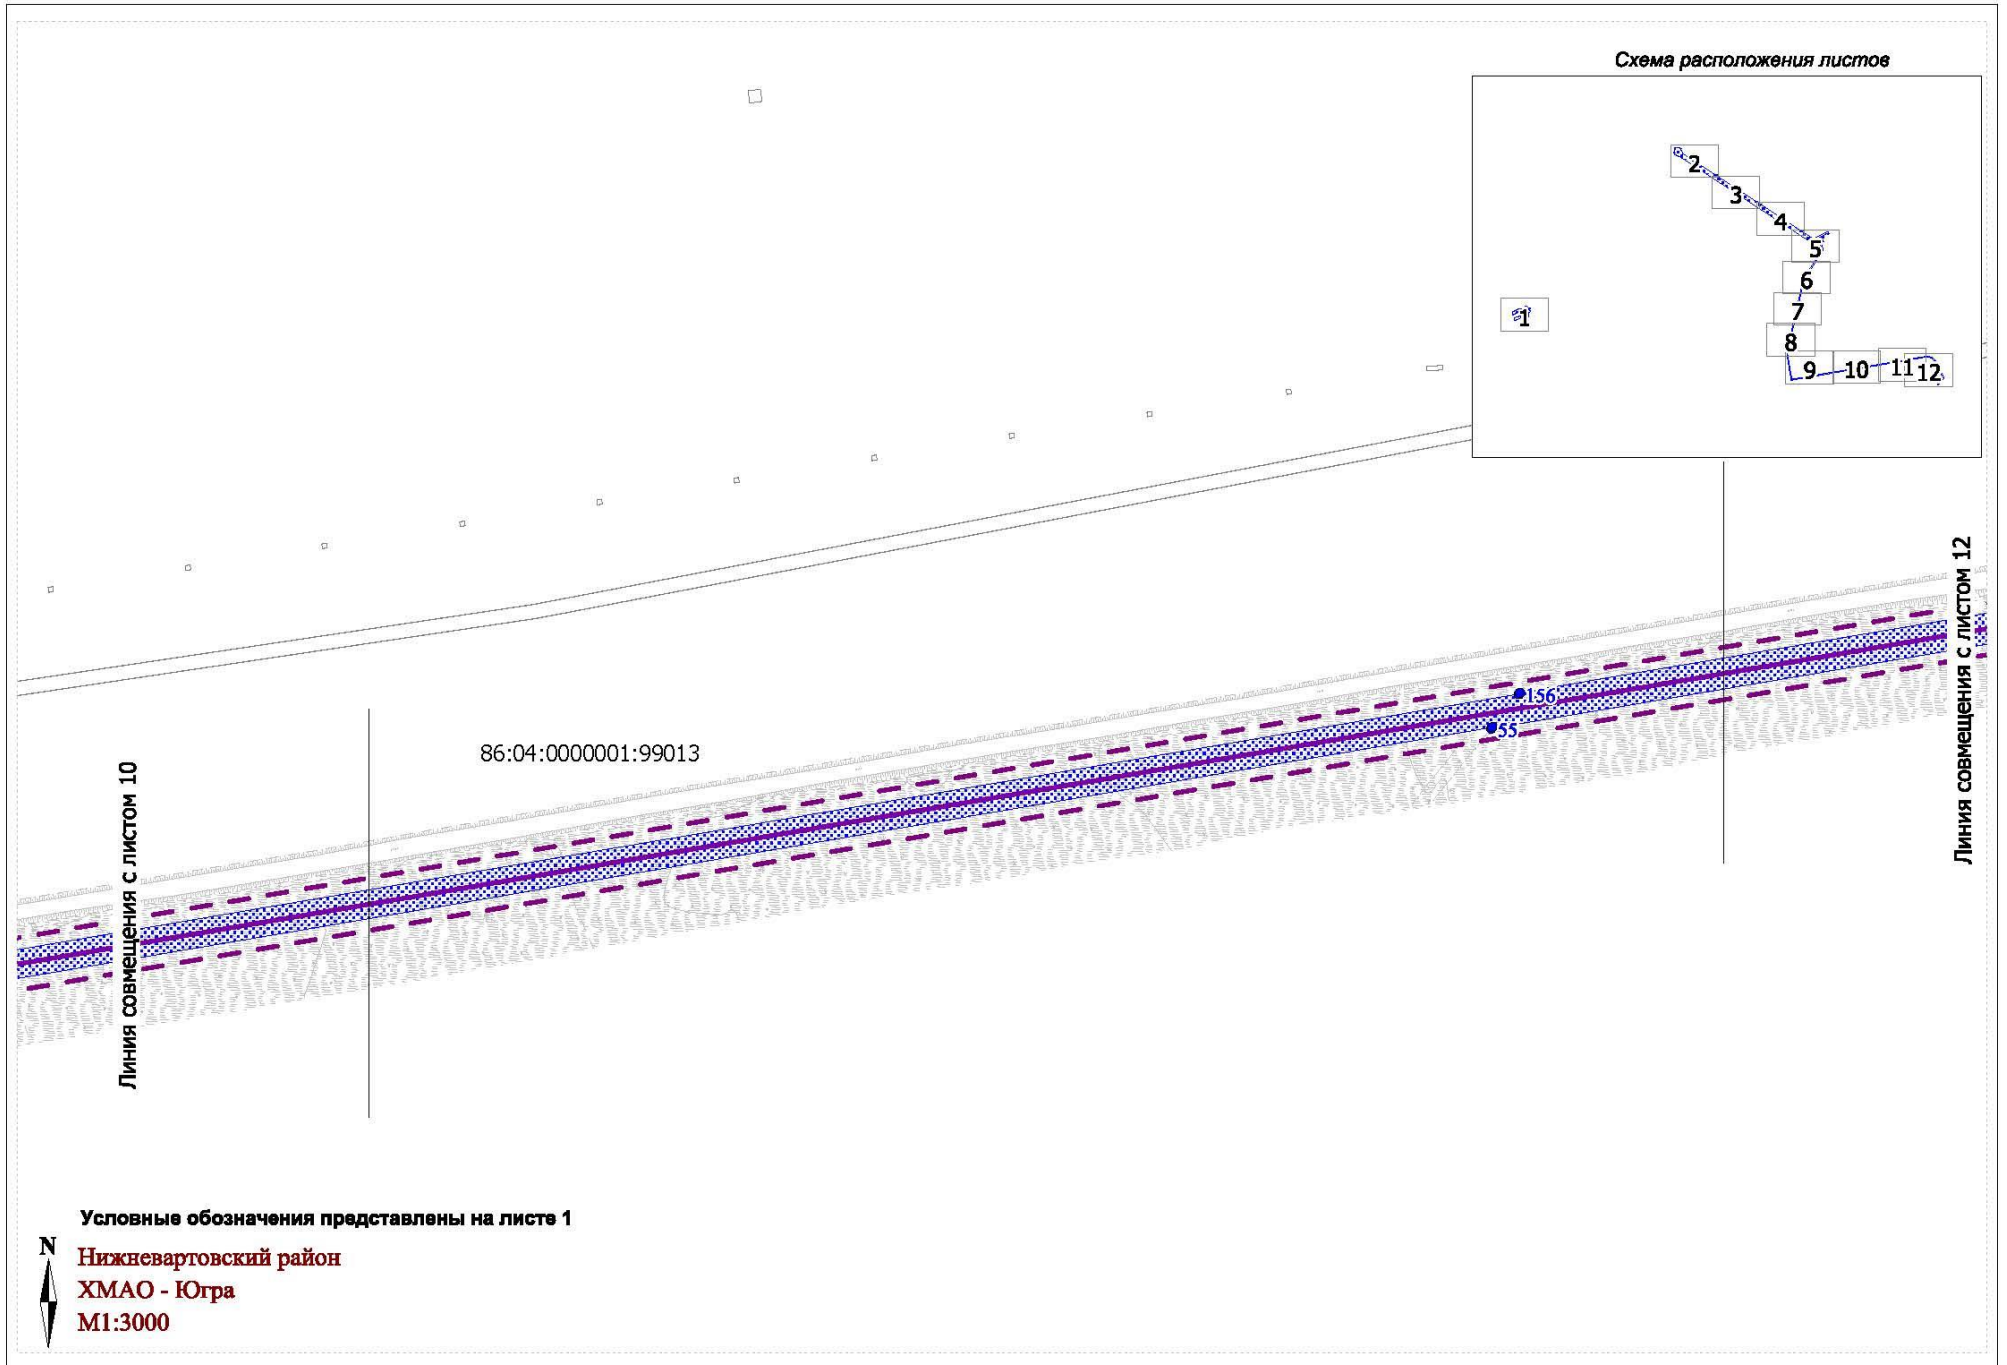 Схема расположения листов
2
3
4
5
6
7
8
1
9
10
11
12
Линия совмещения с листом 12
156
55
86:04:0000001:99013
Линия совмещения с листом 10
Условные обозначения представлены на листе 1
N
Нижневартовский район
ХМАО - Югра
М1:3000